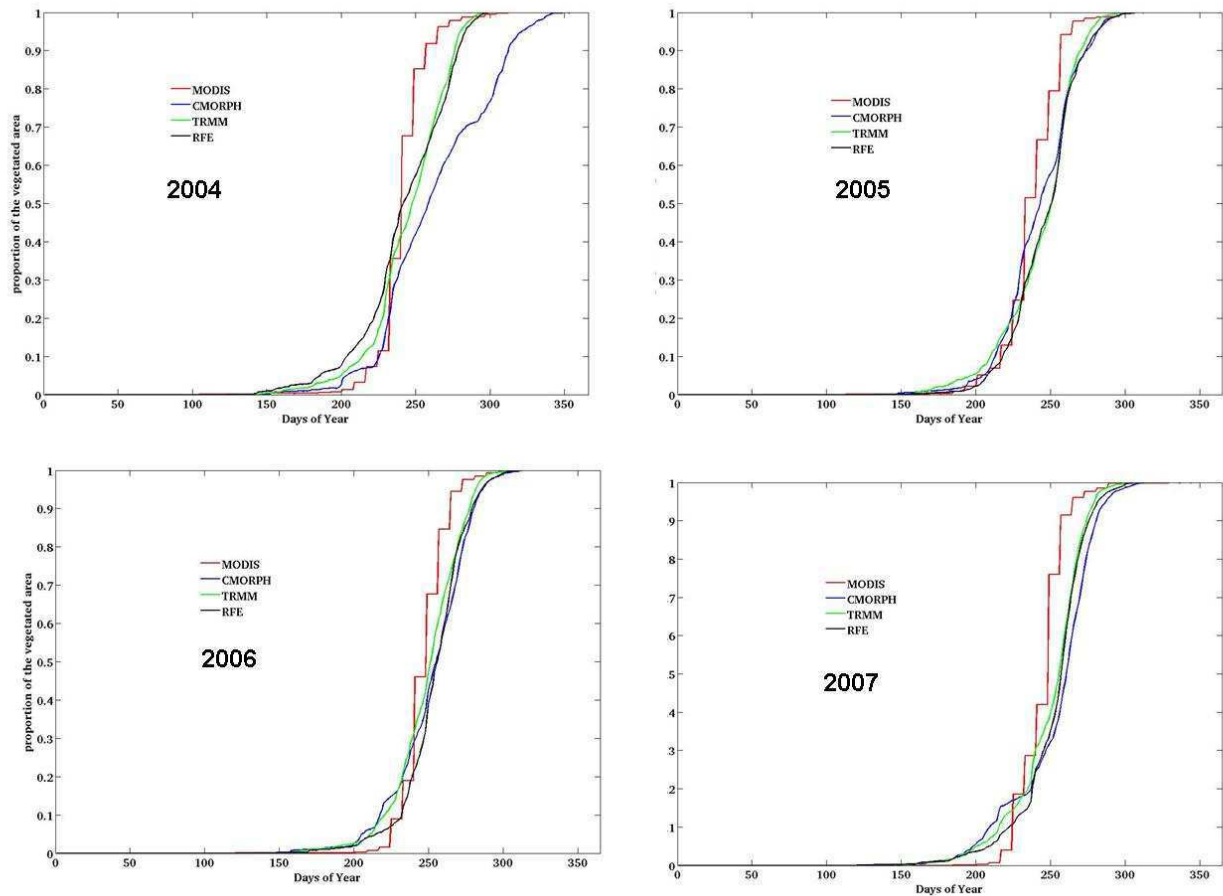 1
0.9
0.8
0.7
0.6
0.5
0.4
0.3
0.2
0.1
0
proportion of the vegetated area
MODIS
CMORPH
TRMM
RFE
2004
0 50 100 150 200 250 300 350
Days of Year
1
0.9
0.8
0.7
0.6
0.5
0.4
0.3
0.2
0.1
0
MODIS
CMORPH
TRMM
RFE
2005
0 50 100 150 200 250 300 350
Days of Year
1
0.9
0.8
0.7
0.6
0.5
0.4
0.3
0.2
0.1
0
proportion of the vegetated area
MODIS
CMORPH
TRMM
RFE
2006
0 50 100 150 200 250 300 350
Days of Year
1
9
8
7
6
5
4
3
2
1
0
MODIS
CMORPH
TRMM
RFE
2007
0 50 100 150 200 250 300 350
Days of Year